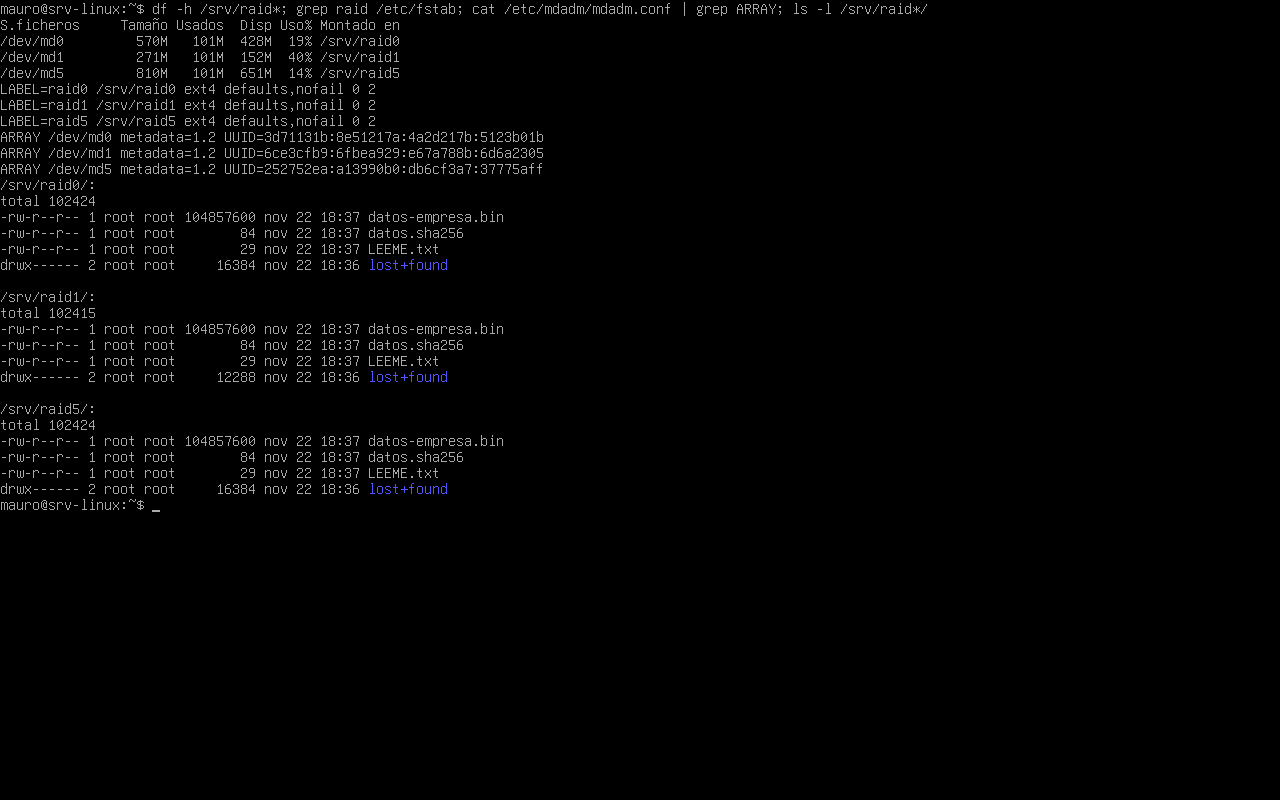 mauro@srv-linux:~$ df -h /srv/raid*; grep raid /etc/fstab; cat /etc/mdadm/mdadm.conf | grep ARRAY; ls -l /srv/raid*/
S.ficheros     Tamaño Usados  Disp Uso% Montado en
/dev/md0         570M   101M  428M  19% /srv/raid0
/dev/md1         271M   101M  152M  40% /srv/raid1
/dev/md5         810M   101M  651M  14% /srv/raid5
LABEL=raid0 /srv/raid0 ext4 defaults,nofail 0 2
LABEL=raid1 /srv/raid1 ext4 defaults,nofail 0 2
LABEL=raid5 /srv/raid5 ext4 defaults,nofail 0 2
ARRAY /dev/md0 metadata=1.2 UUID=3d71131b:8e51217a:4a2d217b:5123b01b
ARRAY /dev/md1 metadata=1.2 UUID=6ce3cfb9:6fbea929:e67a788b:6d6a2305
ARRAY /dev/md5 metadata=1.2 UUID=252752ea:a13990b0:db6cf3a7:37775aff
/srv/raid0/:
total 102424
-rw-r--r-- 1 root root 104857600 nov 22 18:37 datos-empresa.bin
-rw-r--r-- 1 root root        84 nov 22 18:37 datos.sha256
-rw-r--r-- 1 root root        29 nov 22 18:37 LEEME.txt
drwx------ 2 root root     16384 nov 22 18:36 lost+found

/srv/raid1/:
total 102415
-rw-r--r-- 1 root root 104857600 nov 22 18:37 datos-empresa.bin
-rw-r--r-- 1 root root        84 nov 22 18:37 datos.sha256
-rw-r--r-- 1 root root        29 nov 22 18:37 LEEME.txt
drwx------ 2 root root     12288 nov 22 18:36 lost+found

/srv/raid5/:
total 102424
-rw-r--r-- 1 root root 104857600 nov 22 18:37 datos-empresa.bin
-rw-r--r-- 1 root root        84 nov 22 18:37 datos.sha256
-rw-r--r-- 1 root root        29 nov 22 18:37 LEEME.txt
drwx------ 2 root root     16384 nov 22 18:36 lost+found
mauro@srv-linux:~$ _